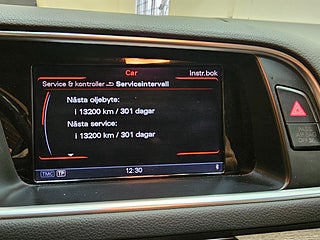 Car
Instr.bok
Service & kontroller Serviceintervall
Nästa oljebyte:
i 13200 km / 301 dagar
Nästa service:
i 13200 km / 301 dagar
TMC TP
12:30
AIRBAG